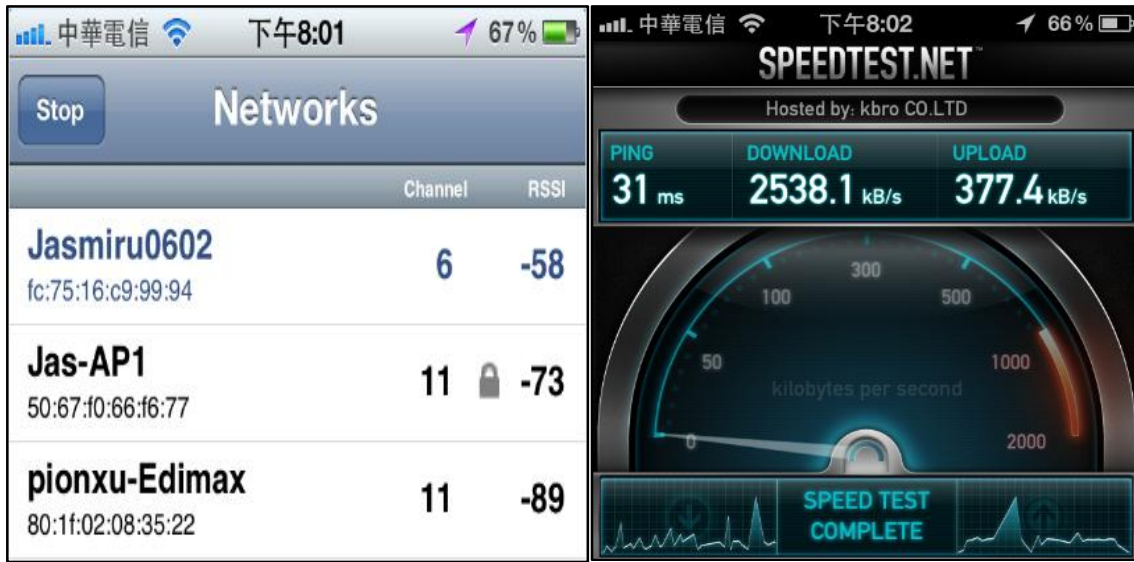 中華電信 下午8:01 67%
Stop Networks
Channel RSSI
Jasmiru0602 6 -58
fc:75:16:c9:99:94
Jas-AP1 11 -73
50:67:f0:66:f6:77
pionxu-Edimax 11 -89
80:1f:02:08:35:22
中華電信 下午8:02 66%
SPEEDTEST.NET™
Hosted by: kbro CO.LTD
PING DOWNLOAD UPLOAD
31 ms 2538.1 kB/s 377.4 kB/s
300
100 500
50 1000
kilobytes per second
0 2000
SPEED TEST
COMPLETE